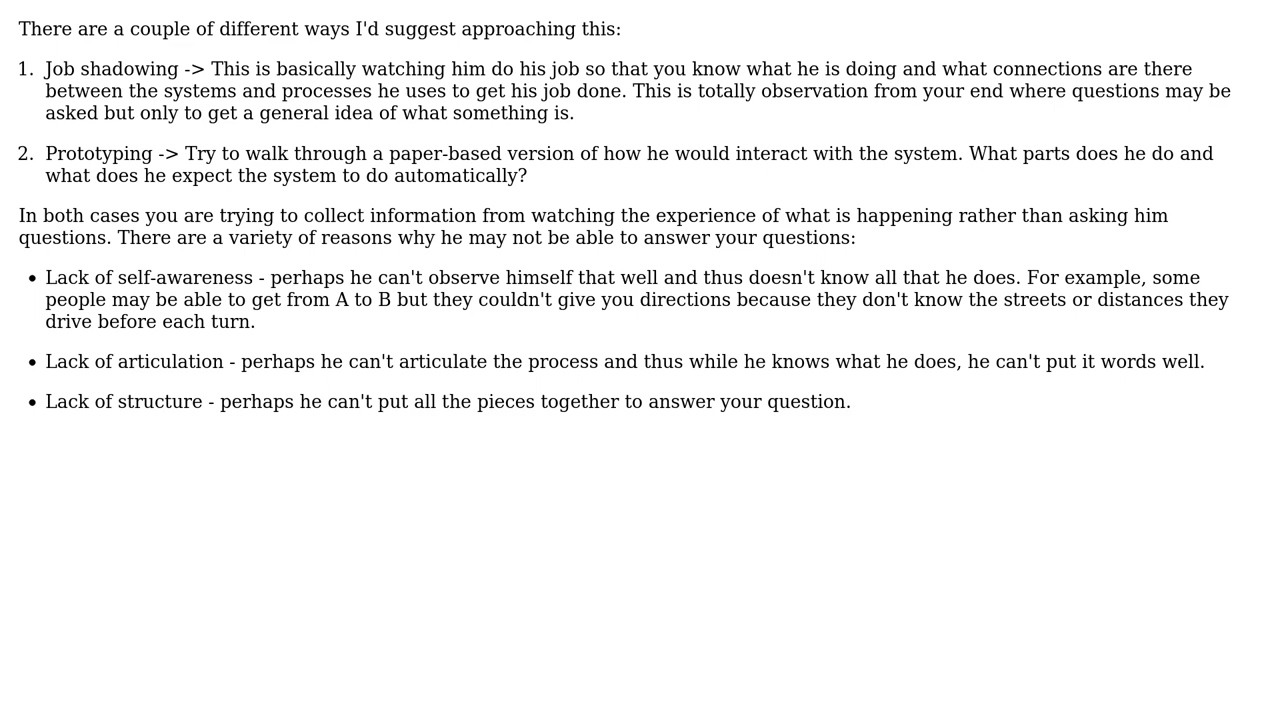 There are a couple of different ways I'd suggest approaching this:
1. Job shadowing -> This is basically watching him do his job so that you know what he is doing and what connections are there
between the systems and processes he uses to get his job done. This is totally observation from your end where questions may be
asked but only to get a general idea of what something is.
2. Prototyping -> Try to walk through a paper-based version of how he would interact with the system. What parts does he do and
what does he expect the system to do automatically?
In both cases you are trying to collect information from watching the experience of what is happening rather than asking him
questions. There are a variety of reasons why he may not be able to answer your questions:
• Lack of self-awareness - perhaps he can't observe himself that well and thus doesn't know all that he does. For example, some
people may be able to get from A to B but they couldn't give you directions because they don't know the streets or distances they
drive before each turn.
• Lack of articulation - perhaps he can't articulate the process and thus while he knows what he does, he can't put it words well.
• Lack of structure - perhaps he can't put all the pieces together to answer your question.